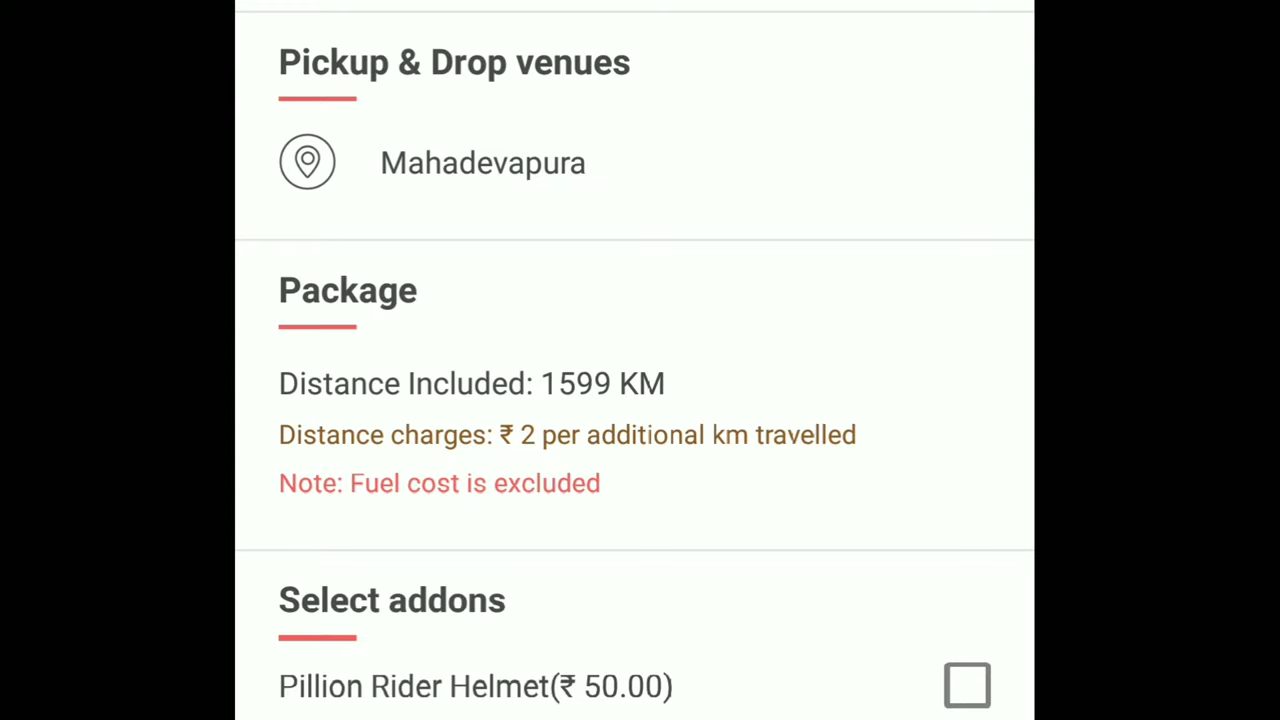 Pickup & Drop venues
Mahadevapura
Package
Distance Included: 1599 KM
Distance charges: ₹ 2 per additional km travelled
Note: Fuel cost is excluded
Select addons
Pillion Rider Helmet(₹ 50.00)